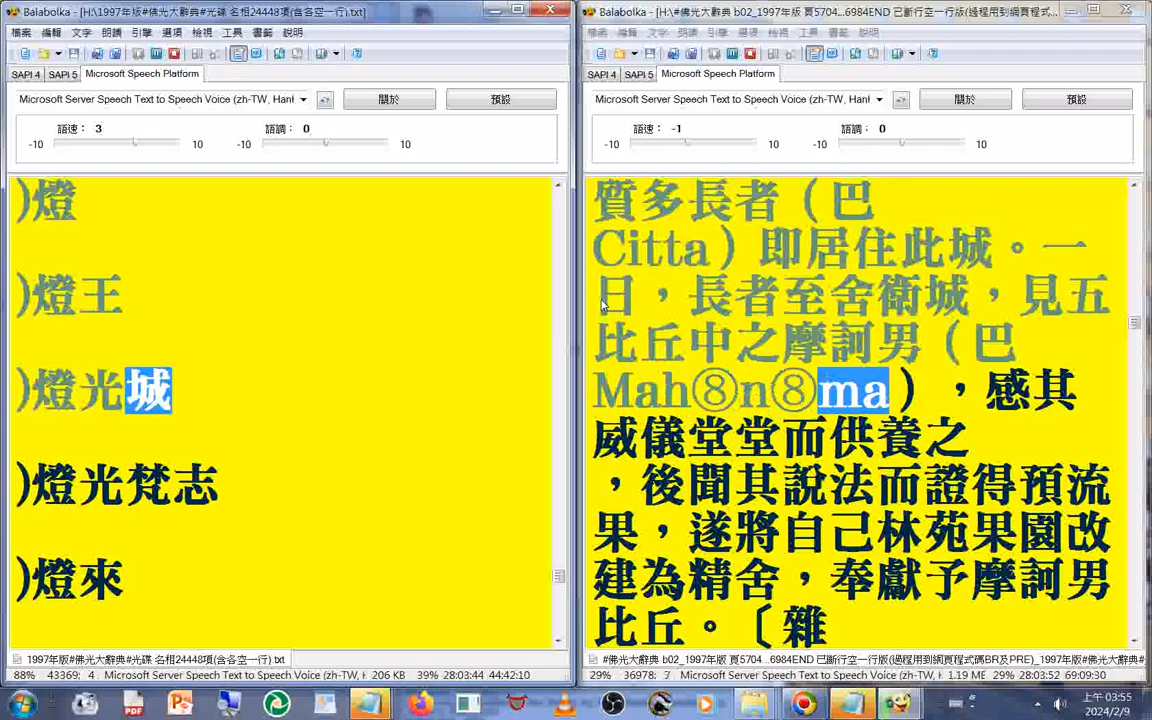 Balabolka - [H:\1997年版#佛光大辭典#光碟 名相24448項(含各空一行).txt]
檔案 編輯 文字 朗讀 引擎 選項 檢視 工具 書籤 說明
SAPI 4 SAPI 5 Microsoft Speech Platform
Microsoft Server Speech Text to Speech Voice (zh-TW, Hanl
關於 預設
語速： 3 語調： 0
-10 10 -10 10
)燈
)燈王
)燈光城
)燈光梵志
)燈來
1997年版#佛光大辭典#光碟 名相24448項(含各空一行).txt
88% 43369: 4 Microsoft Server Speech Text to Speech Voice (zh-TW, 206 KB 39% 28:03:44 44:42:10
Balabolka - [H:\#佛光大辭典 b02_1997年版 頁5704...6984END 已斷行空一行版(過程用到網頁程式...
檔案 編輯 文字 朗讀 引擎 選項 檢視 工具 書籤 說明
SAPI 4 SAPI 5 Microsoft Speech Platform
Microsoft Server Speech Text to Speech Voice (zh-TW, Hanl
關於 預設
語速： -1 語調： 0
-10 10 -10 10
質多長者（巴
Citta）即居住此城。一
日，長者至舍衛城，見五
比丘中之摩訶男（巴
Mah⑧n⑧ma），感其
威儀堂堂而供養之
，後聞其說法而證得預流
果，遂將自己林苑果園改
建為精舍，奉獻予摩訶男
比丘。〔雜
#佛光大辭典 b02_1997年版 頁5704...6984END 已斷行空一行版(過程用到網頁程式碼BR及PRE)_1997年版#
29% 36978: 7 Microsoft Server Speech Text to Speech Voice (zh-TW, 1.19 ME 29% 28:03:52 69:09:30
上午 03:55
2024/2/9